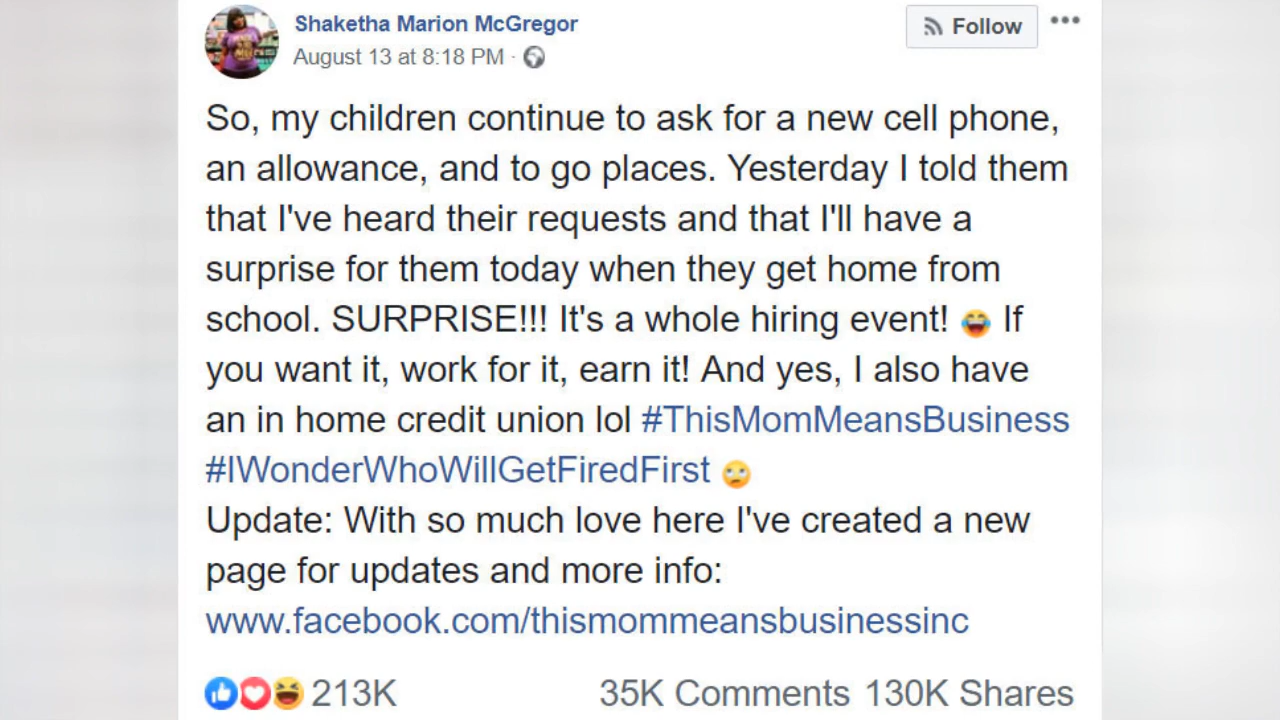 Shaketha Marion McGregor
Follow
August 13 at 8:18 PM ·
So, my children continue to ask for a new cell phone,
an allowance, and to go places. Yesterday I told them
that I've heard their requests and that I'll have a
surprise for them today when they get home from
school. SURPRISE!!! It's a whole hiring event! 😂 If
you want it, work for it, earn it! And yes, I also have
an in home credit union lol #ThisMomMeansBusiness
#IWonderWhoWillGetFiredFirst 🙄
Update: With so much love here I've created a new
page for updates and more info:
www.facebook.com/thismommeansbusinessinc
213K 35K Comments 130K Shares